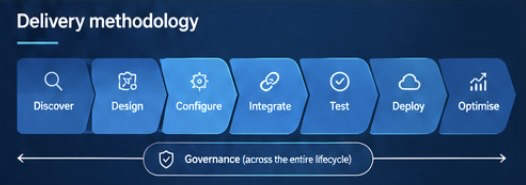 Delivery methodology
Discover
Design
Configure
Integrate
Test
Deploy
Optimise
Governance (across the entire lifecycle)